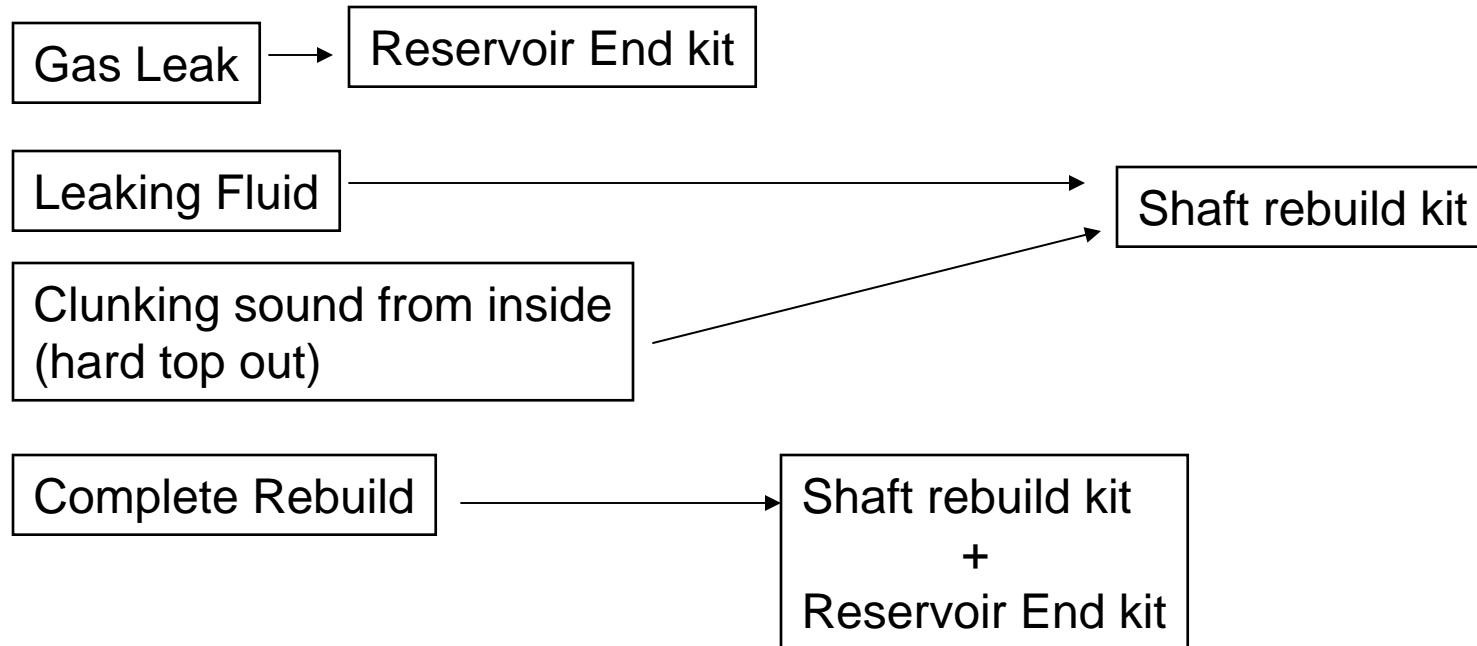 Gas Leak
Reservoir End kit
Leaking Fluid
Shaft rebuild kit
Clunking sound from inside
(hard top out)
Complete Rebuild
Shaft rebuild kit
+
Reservoir End kit